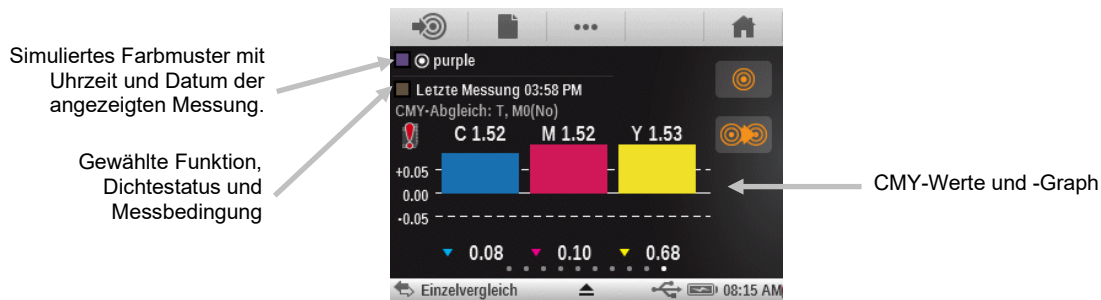 Simuliertes Farbmuster mit
Uhrzeit und Datum der
angezeigten Messung.
Gewählte Funktion,
Dichtestatus und
Messbedingung
purple
Letzte Messung 03:58 PM
CMY-Abgleich: T, M0(No)
C 1.52 M 1.52 Y 1.53
+0.05
0.00
-0.05
0.08 0.10 0.68
Einzelvergleich 08:15 AM
CMY-Werte und -Graph